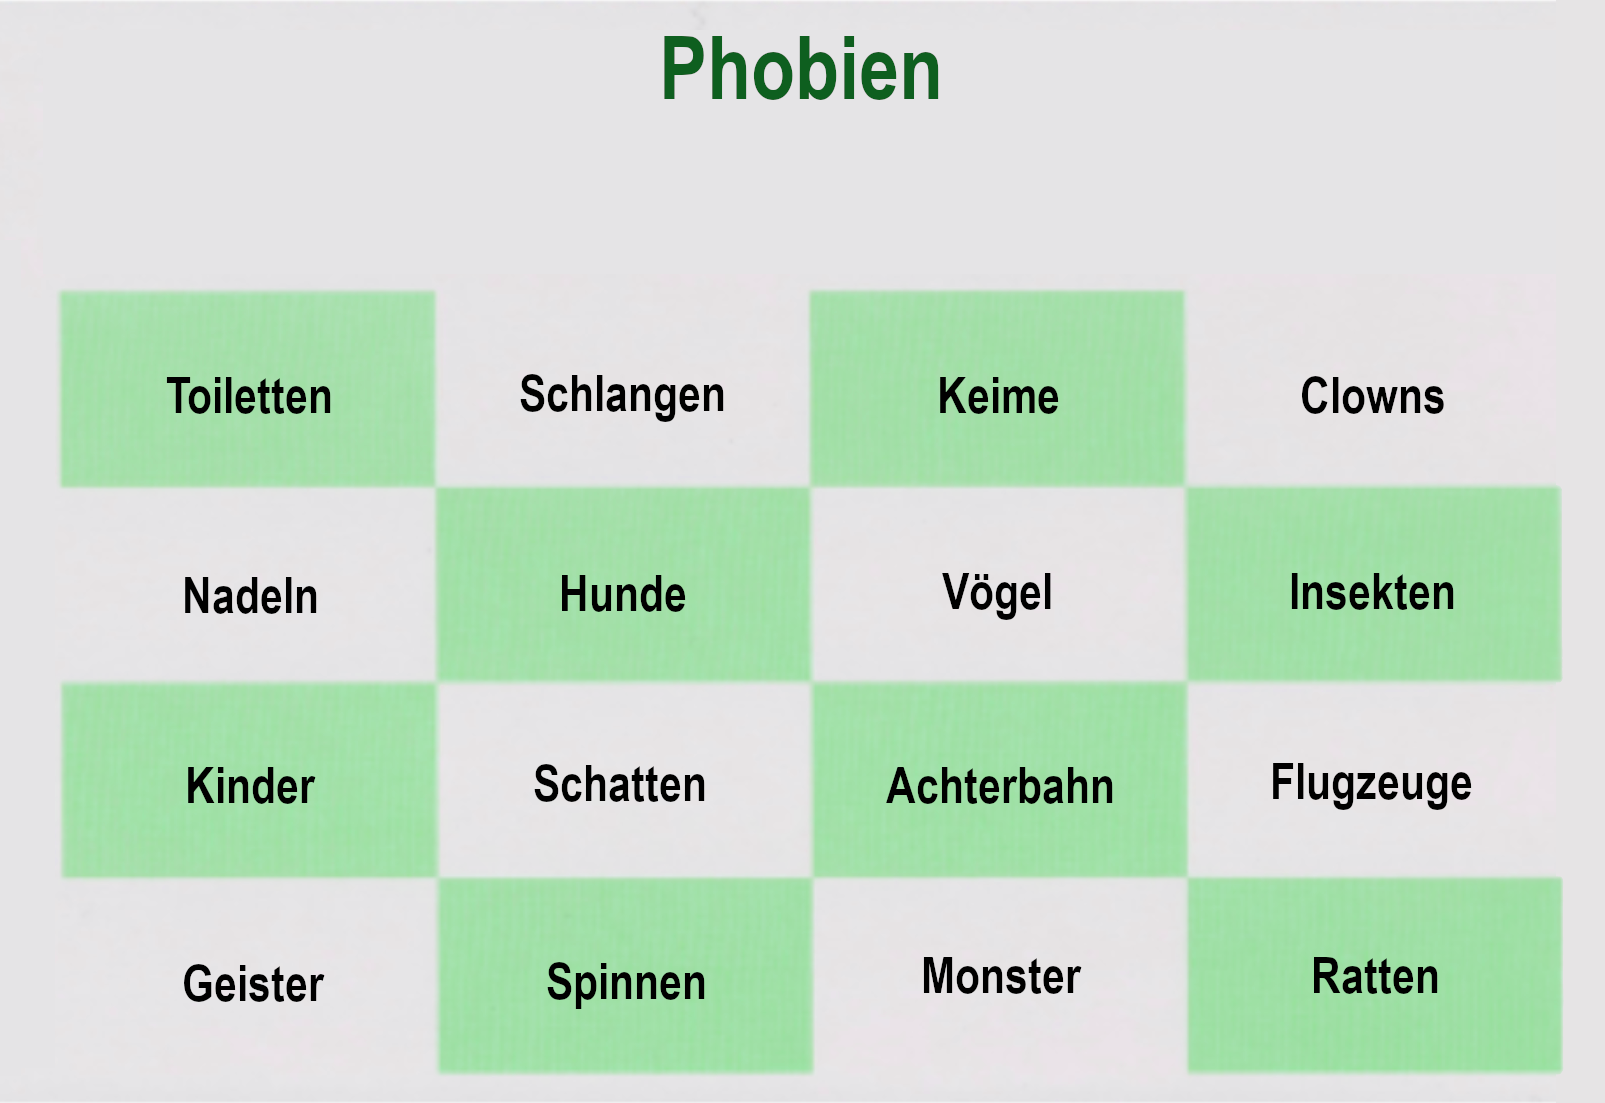 Phobien
Toiletten Schlangen Keime Clowns
Nadeln Hunde Vögel Insekten
Kinder Schatten Achterbahn Flugzeuge
Geister Spinnen Monster Ratten